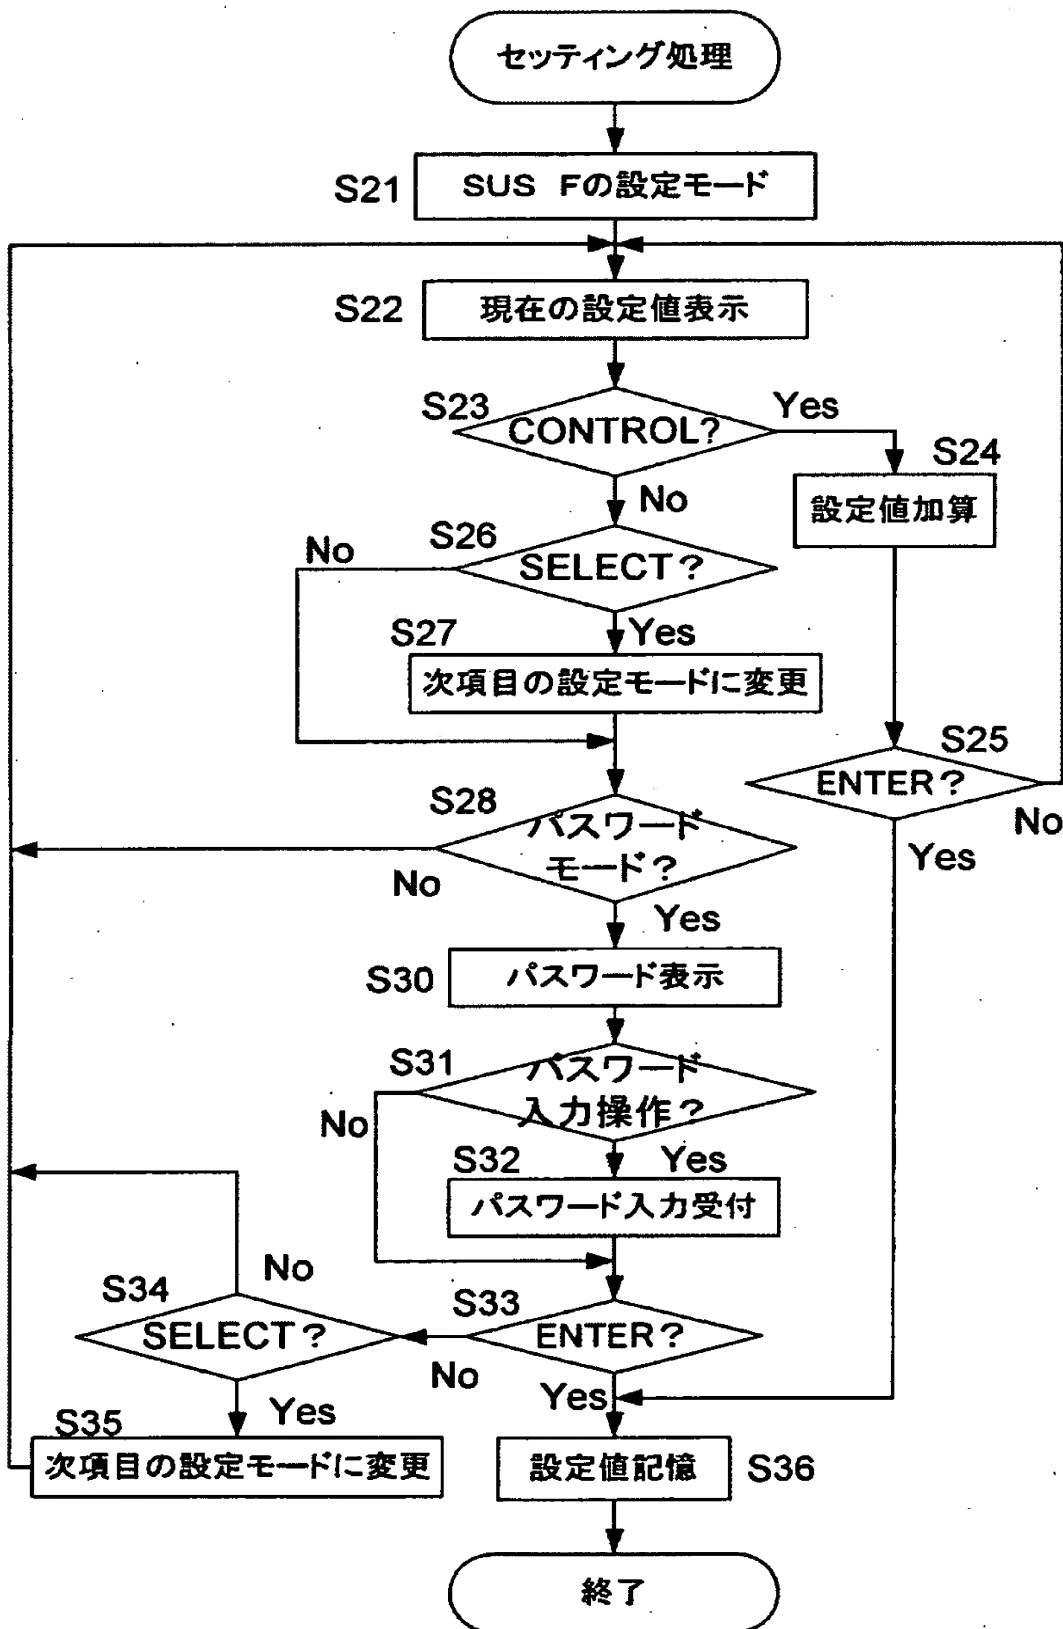 セッティング処理
S21
SUS Fの設定モード
S22
現在の設定値表示
S23
CONTROL?
Yes
S24
設定値加算
No
S26
No
SELECT?
S27
Yes
次項目の設定モードに変更
S25
ENTER?
No
Yes
S28
パスワード
モード?
No
Yes
S30
パスワード表示
S31
パスワード
入力操作?
No
S32
Yes
パスワード入力受付
S34
No
SELECT?
S33
ENTER?
No
Yes
S35
Yes
次項目の設定モードに変更
設定値記憶
S36
終了